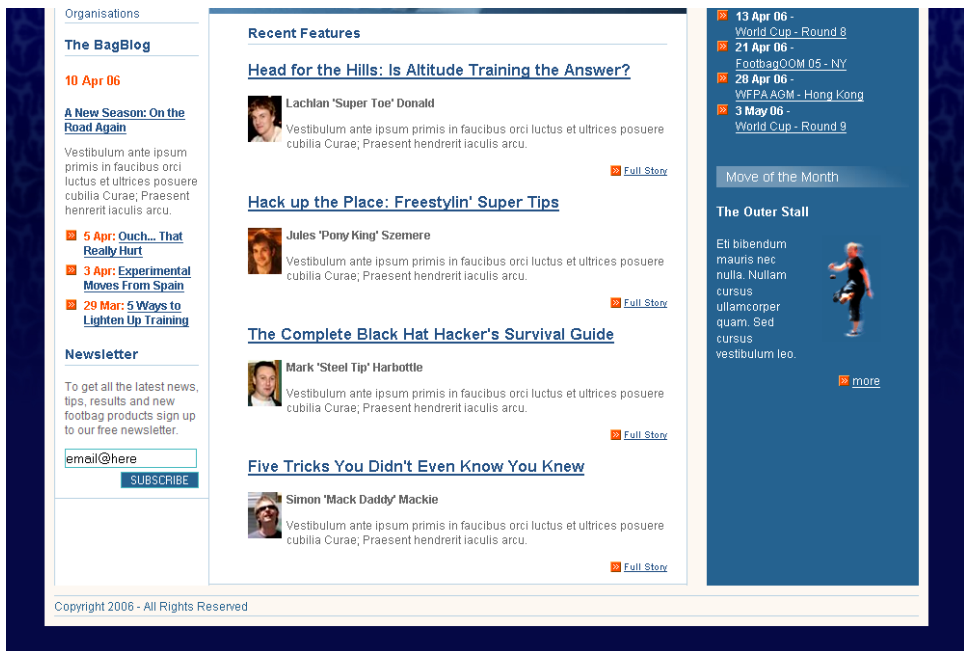 Organisations
The BagBlog
10 Apr 06
A New Season: On the
Road Again
Vestibulum ante ipsum
primis in faucibus orci
luctus et ultrices posuere
cubilia Curae; Praesent
henrerit iaculis arcu.
5 Apr: Ouch... That
Really Hurt
3 Apr: Experimental
Moves From Spain
29 Mar: 5 Ways to
Lighten Up Training
Newsletter
To get all the latest news,
tips, results and new
footbag products sign up
to our free newsletter.
email@here
SUBSCRIBE
Recent Features
Head for the Hills: Is Altitude Training the Answer?
Lachlan 'Super Toe' Donald
Vestibulum ante ipsum primis in faucibus orci luctus et ultrices posuere
cubilia Curae; Praesent hendrerit iaculis arcu.
Full Story
Hack up the Place: Freestylin' Super Tips
Jules 'Pony King' Szemere
Vestibulum ante ipsum primis in faucibus orci luctus et ultrices posuere
cubilia Curae; Praesent hendrerit iaculis arcu.
Full Story
The Complete Black Hat Hacker's Survival Guide
Mark 'Steel Tip' Harbottle
Vestibulum ante ipsum primis in faucibus orci luctus et ultrices posuere
cubilia Curae; Praesent hendrerit iaculis arcu.
Full Story
Five Tricks You Didn't Even Know You Knew
Simon 'Mack Daddy' Mackie
Vestibulum ante ipsum primis in faucibus orci luctus et ultrices posuere
cubilia Curae; Praesent hendrerit iaculis arcu.
Full Story
13 Apr 06 -
World Cup - Round 8
21 Apr 06 -
FootbagOOM 05 - NY
28 Apr 06 -
WFPA AGM - Hong Kong
3 May 06 -
World Cup - Round 9
Move of the Month
The Outer Stall
Eti bibendum
mauris nec
nulla. Nullam
cursus
ullamcorper
quam. Sed
cursus
vestibulum leo.
more
Copyright 2006 - All Rights Reserved